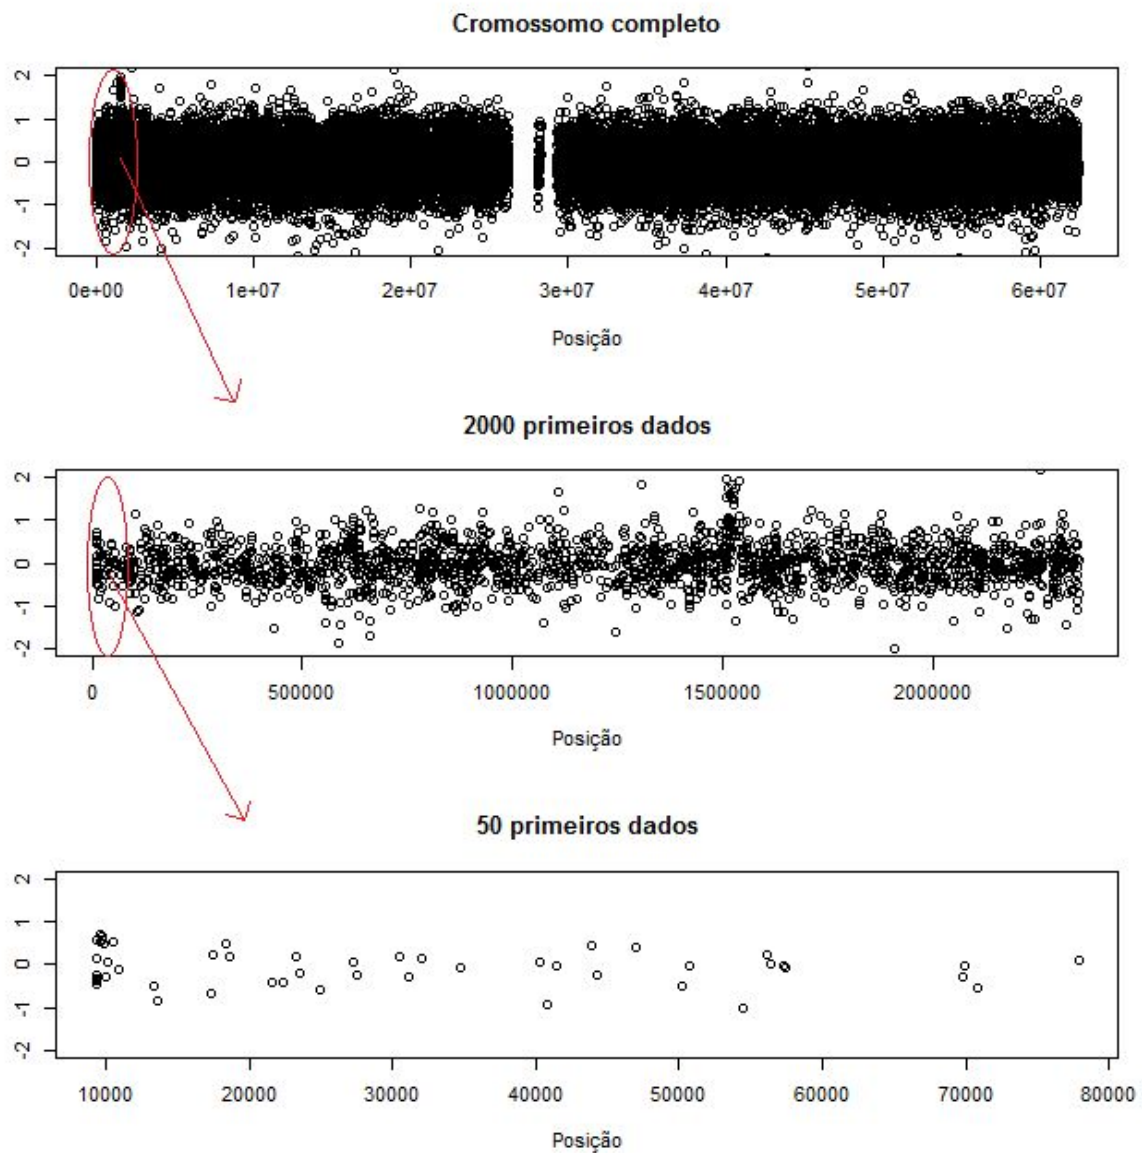 Cromossomo completo
2
1
0
-1
-2
0e+00 1e+07 2e+07 3e+07 4e+07 5e+07 6e+07
Posição
2000 primeiros dados
2
1
0
-1
-2
0 500000 1000000 1500000 2000000
Posição
50 primeiros dados
2
1
0
-1
-2
10000 20000 30000 40000 50000 60000 70000 80000
Posição